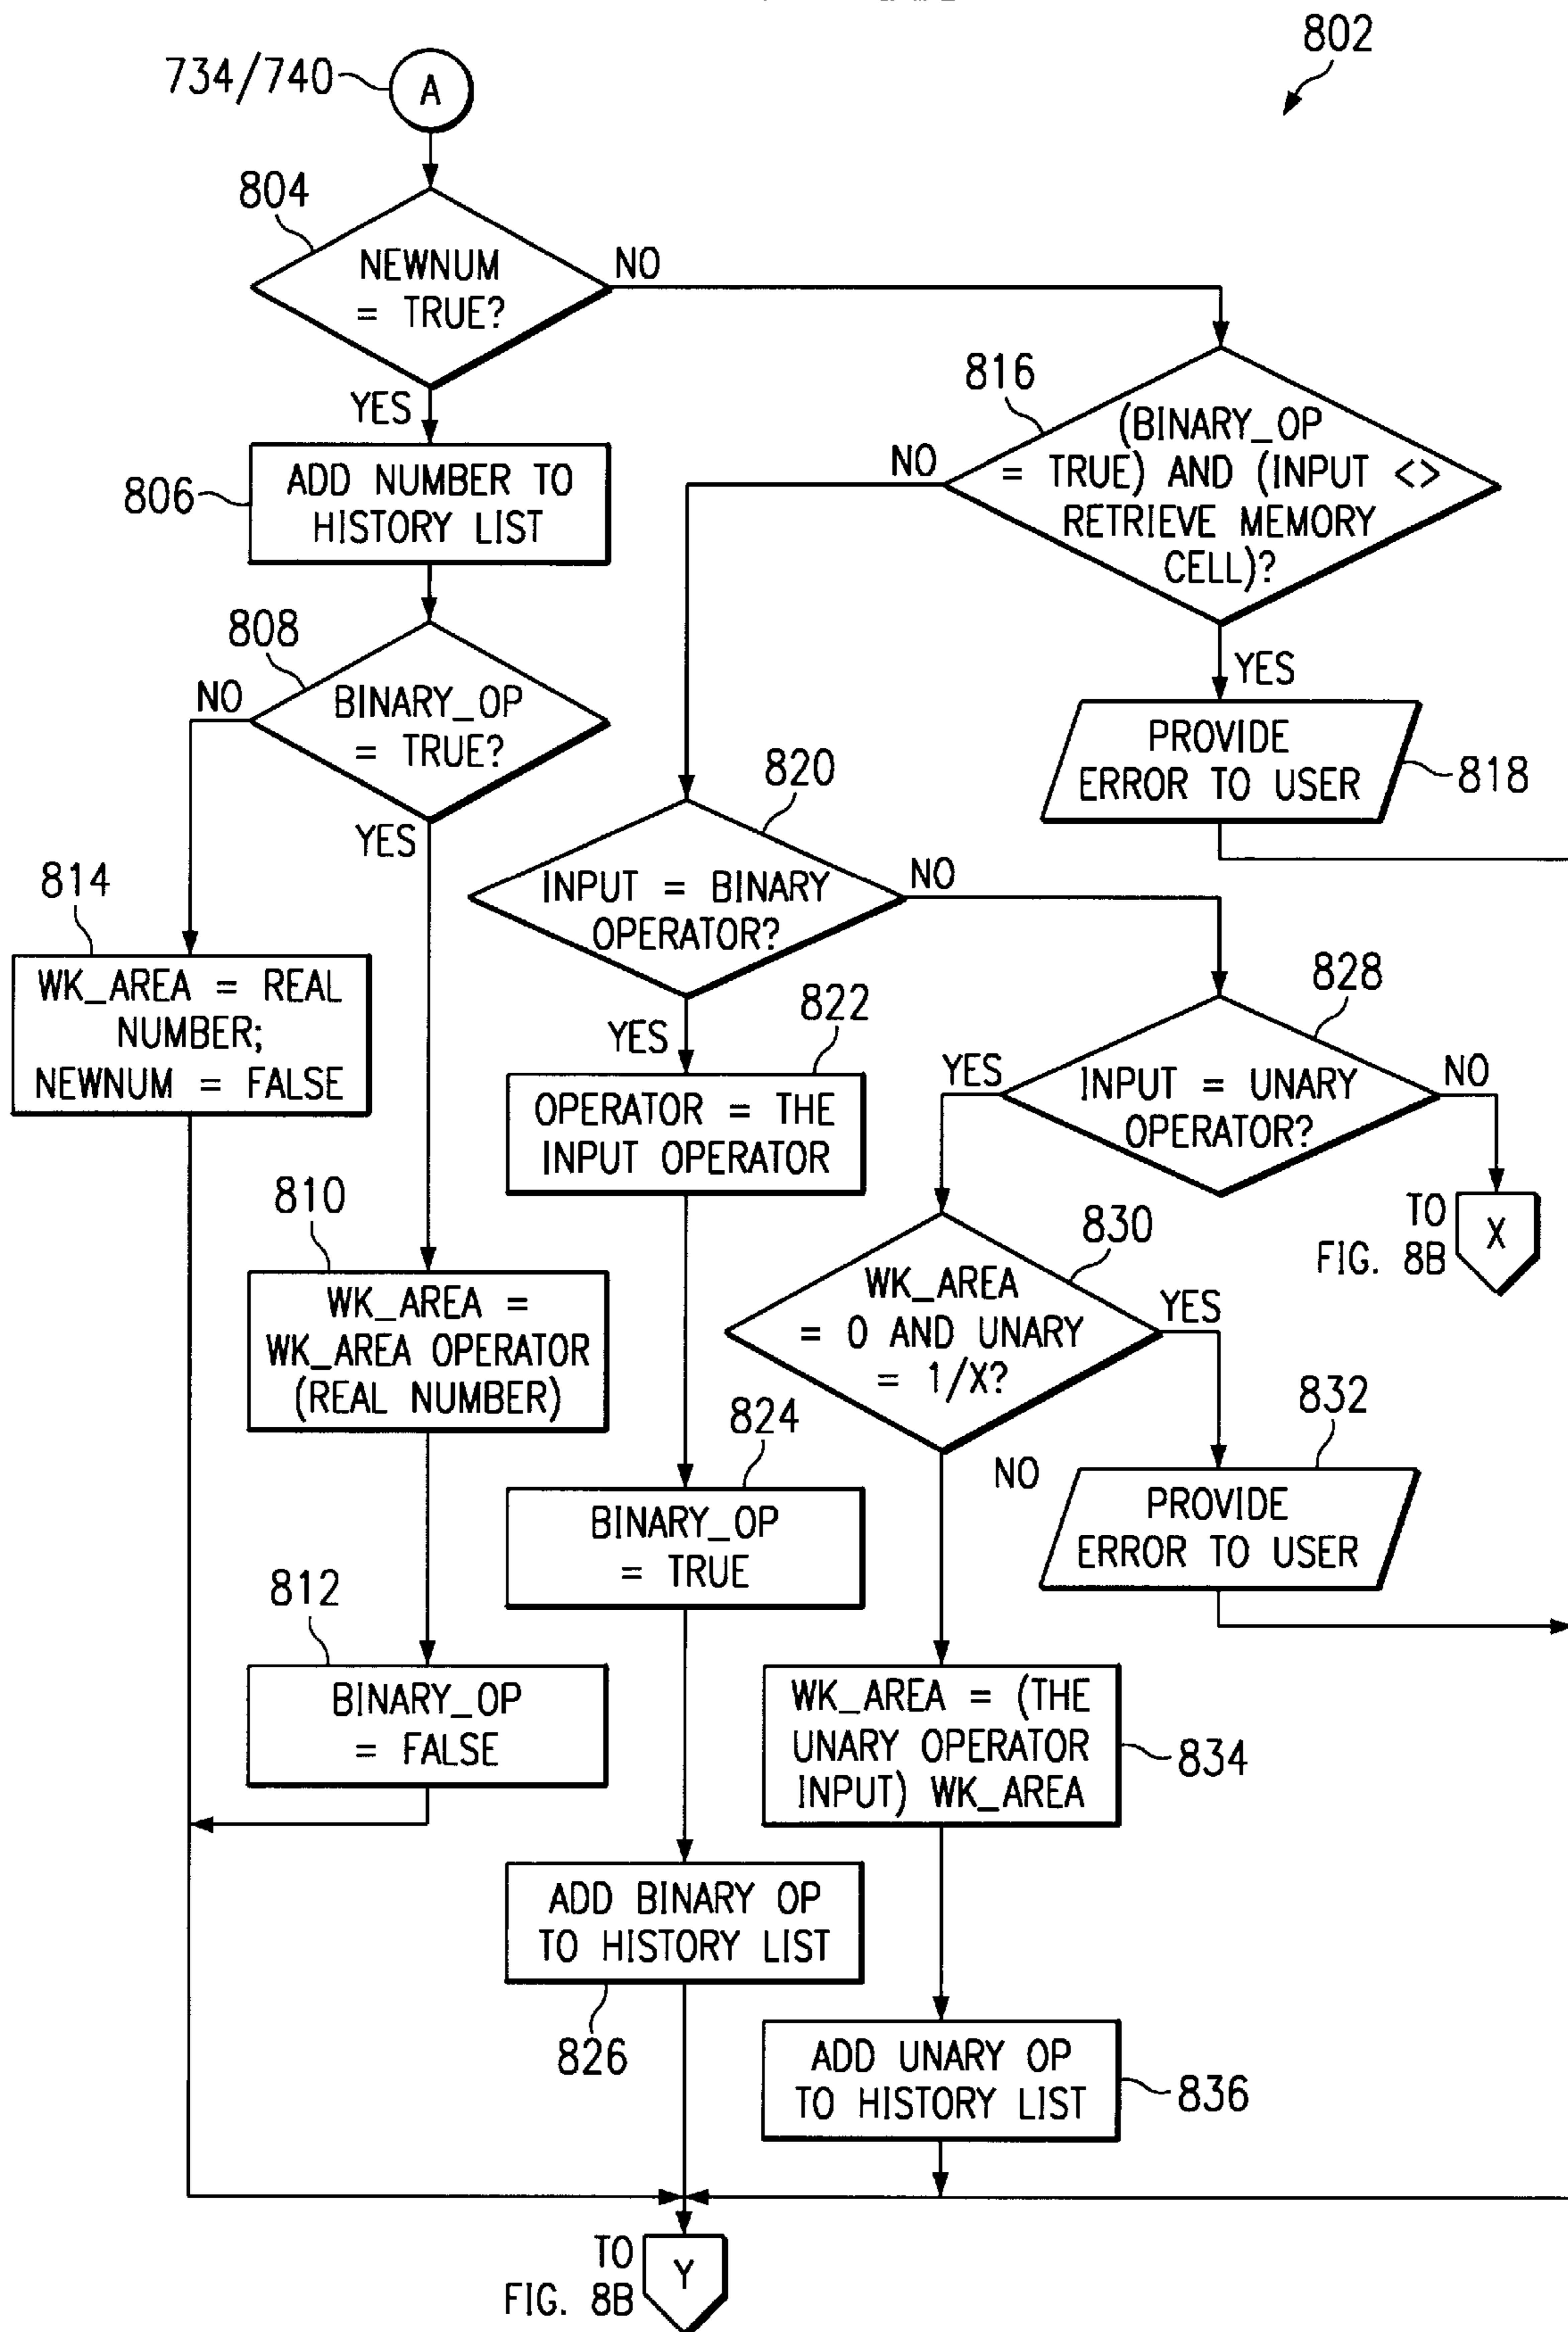 802
734/740
A
804
NEWNUM
= TRUE?
NO
YES
806
ADD NUMBER TO
HISTORY LIST
816
(BINARY_OP
= TRUE) AND (INPUT <>
RETRIEVE MEMORY
CELL)?
NO
YES
808
BINARY_OP
= TRUE?
NO
YES
PROVIDE
ERROR TO USER
818
820
INPUT = BINARY
OPERATOR?
NO
YES
814
WK_AREA = REAL
NUMBER;
NEWNUM = FALSE
822
OPERATOR = THE
INPUT OPERATOR
828
INPUT = UNARY
OPERATOR?
YES
NO
TO
FIG. 8B
X
810
WK_AREA =
WK_AREA OPERATOR
(REAL NUMBER)
830
WK_AREA
= 0 AND UNARY
= 1/X?
YES
NO
832
PROVIDE
ERROR TO USER
824
BINARY_OP
= TRUE
812
BINARY_OP
= FALSE
WK_AREA = (THE
UNARY OPERATOR
INPUT) WK_AREA
834
ADD BINARY OP
TO HISTORY LIST
826
ADD UNARY OP
TO HISTORY LIST
836
TO
FIG. 8B
Y